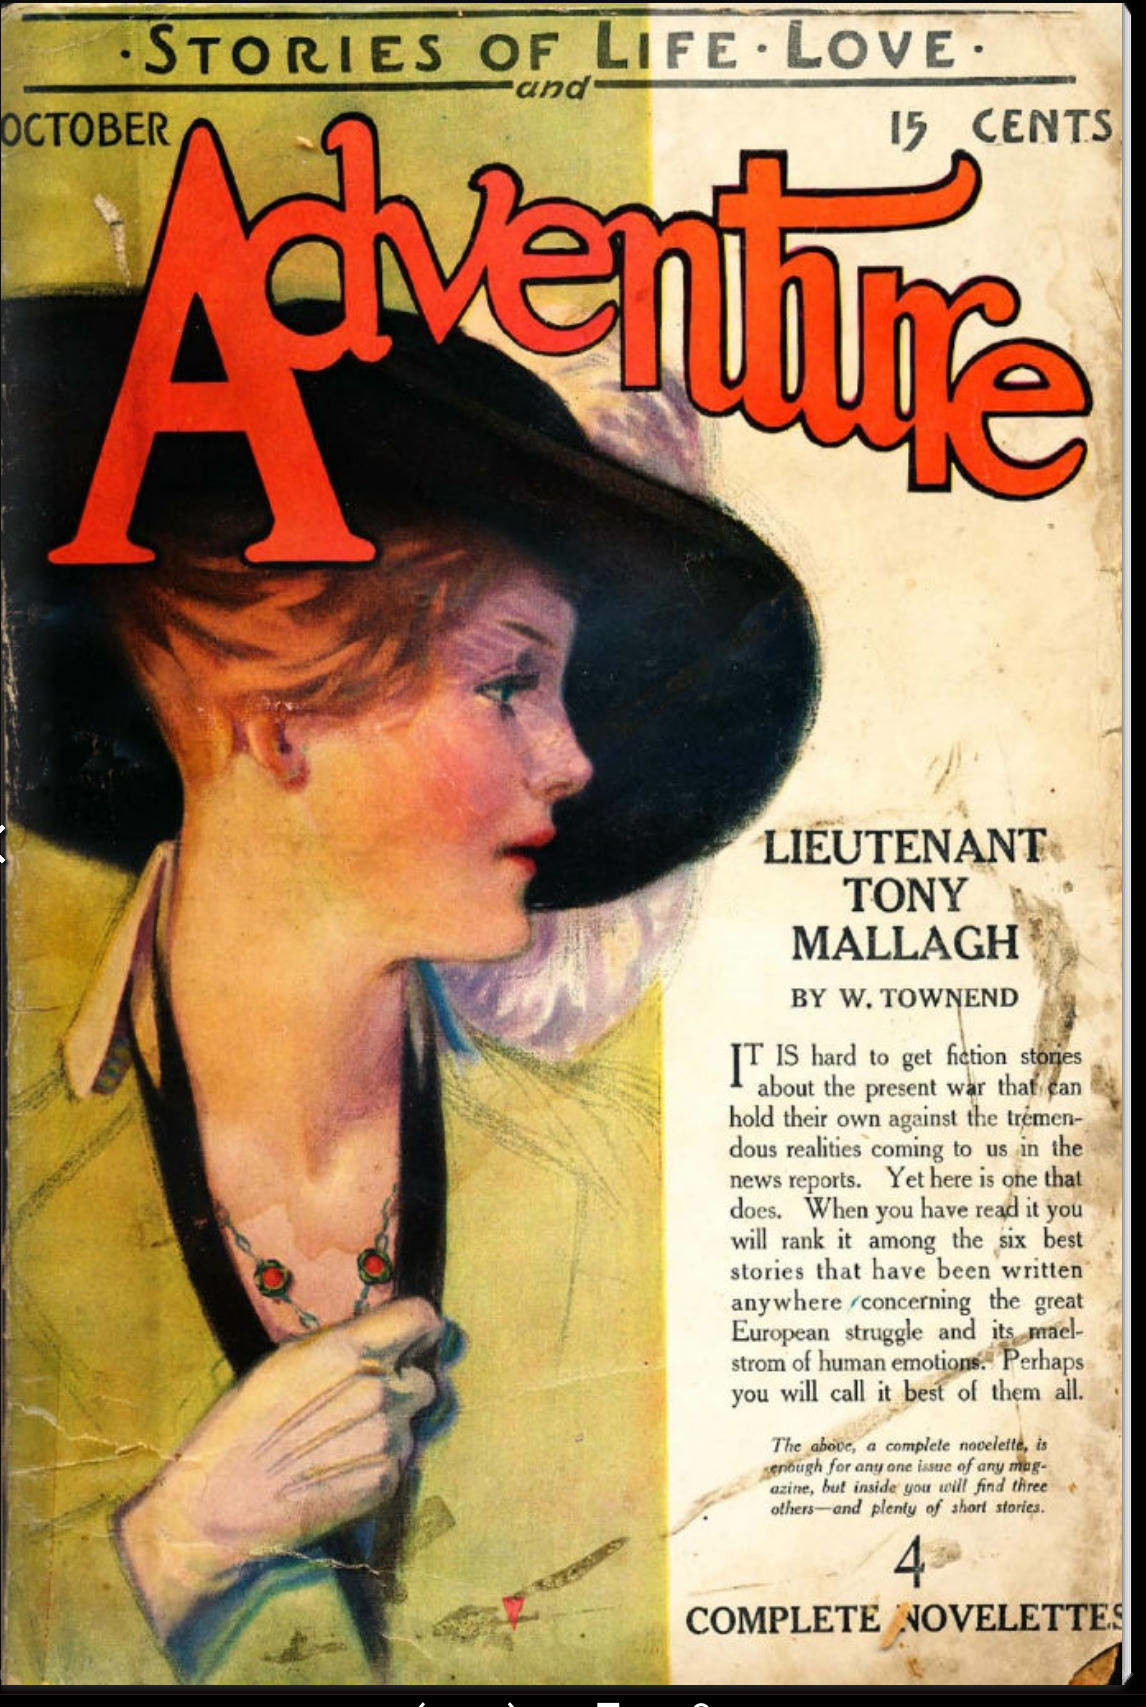 ·STORIES OF LIFE·LOVE·
and
OCTOBER 15 CENTS
Adventure
LIEUTENANT
TONY
MALLAGH
BY W. TOWNEND
IT IS hard to get fiction stories
about the present war that can
hold their own against the tremen-
dous realities coming to us in the
news reports. Yet here is one that
does. When you have read it you
will rank it among the six best
stories that have been written
anywhere concerning the great
European struggle and its mael-
strom of human emotions. Perhaps
you will call it best of them all.
The above, a complete novelette, is
enough for any one issue of any mag-
azine, but inside you will find three
others—and plenty of short stories.
4
COMPLETE NOVELETTES